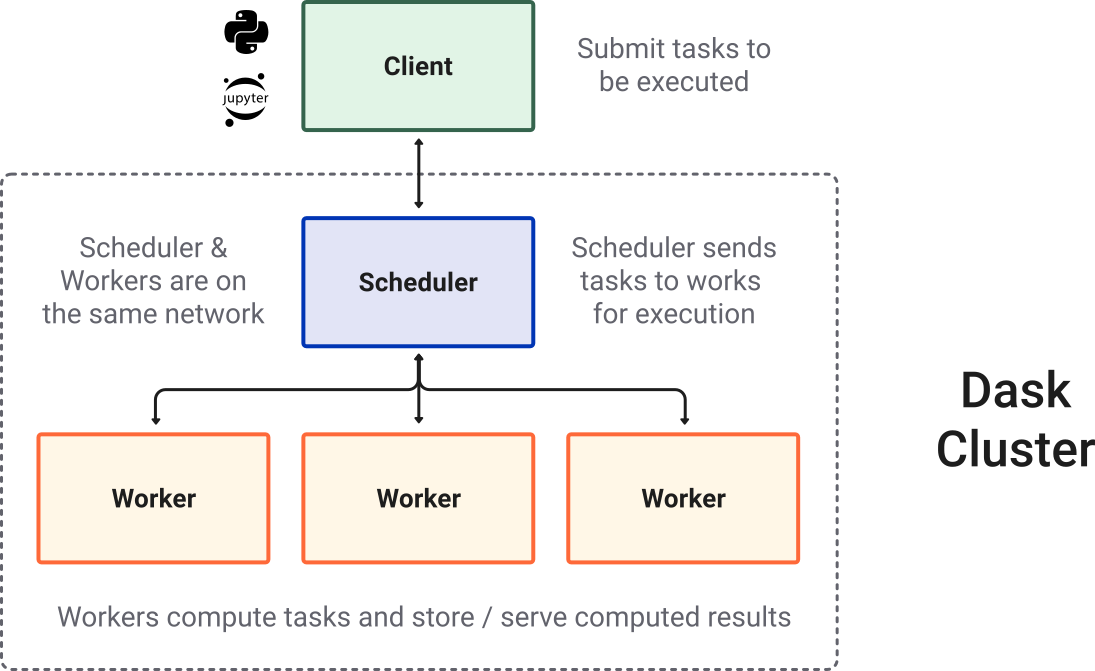 Client
Submit tasks to
be executed
jupyter
Scheduler &
Workers are on
the same network
Scheduler
Scheduler sends
tasks to works
for execution
Dask
Cluster
Worker
Worker
Worker
Workers compute tasks and store / serve computed results